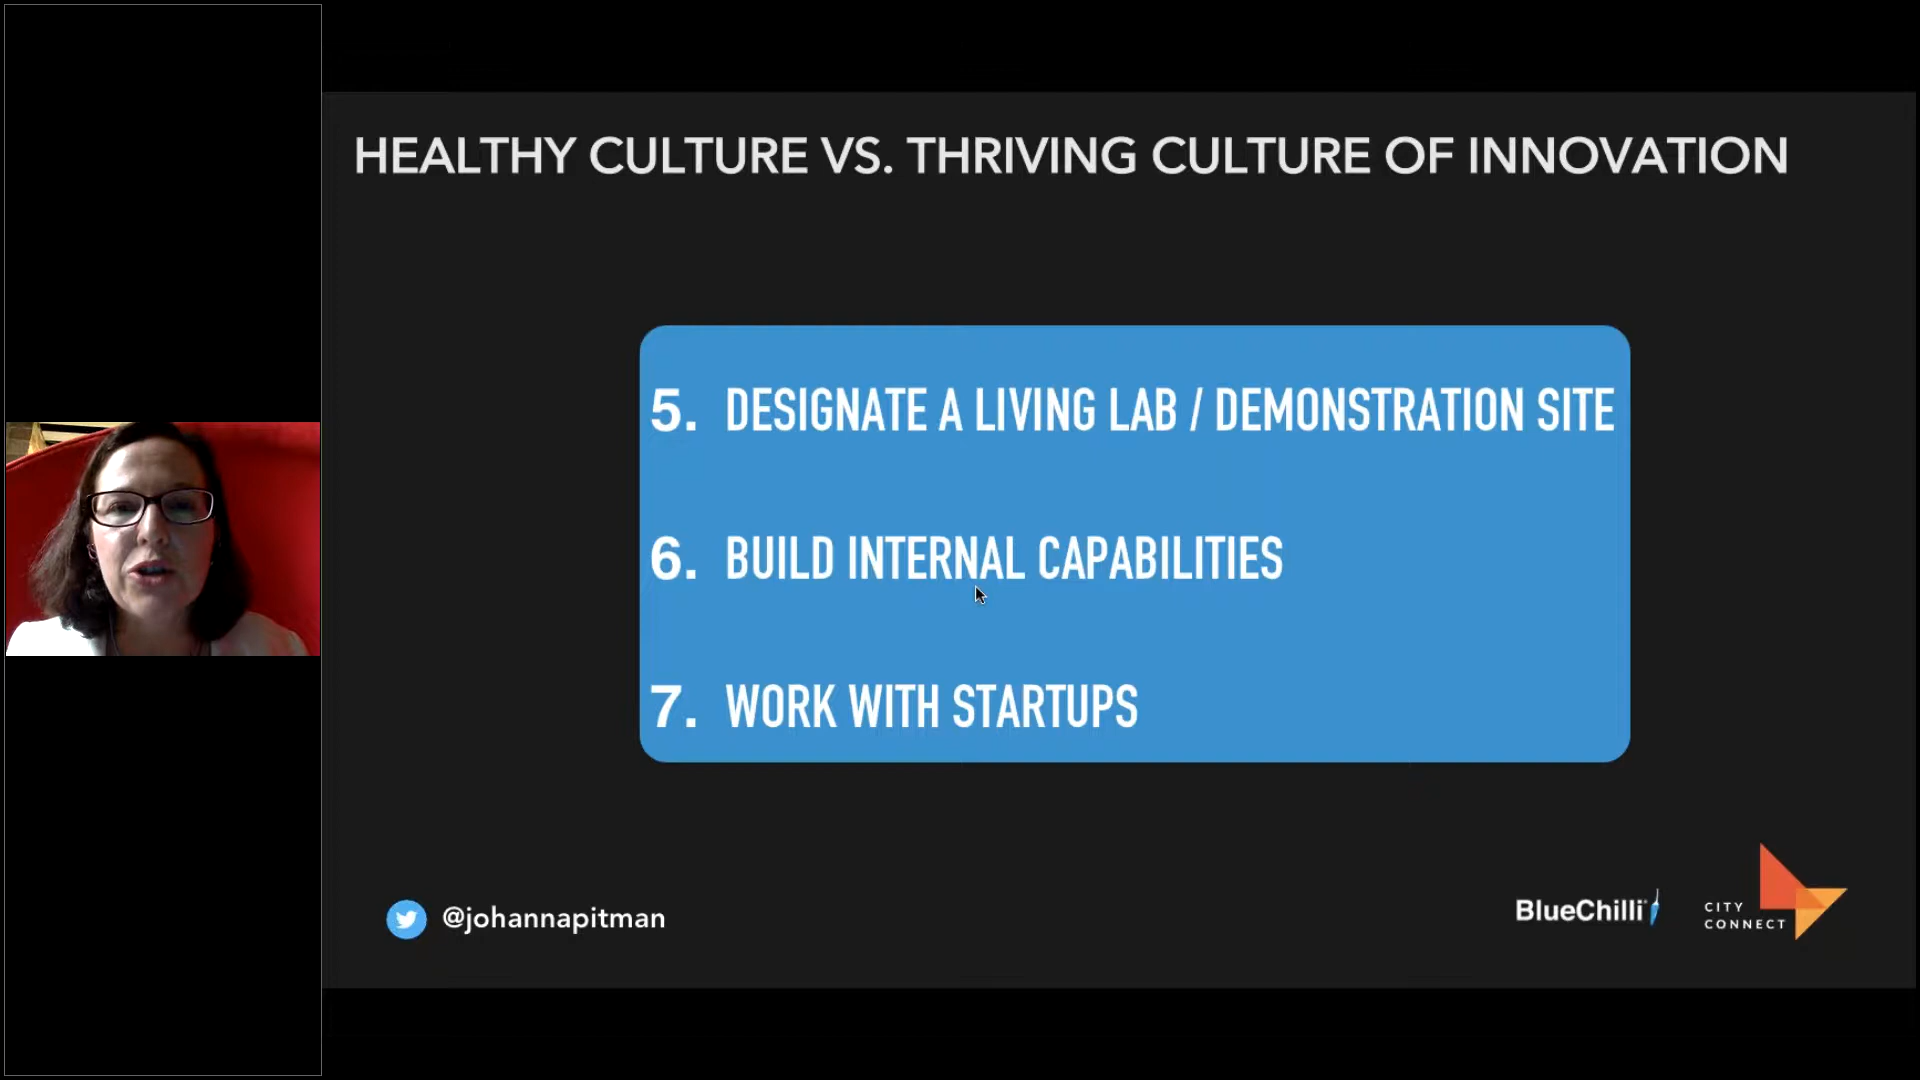 HEALTHY CULTURE VS. THRIVING CULTURE OF INNOVATION
5. DESIGNATE A LIVING LAB / DEMONSTRATION SITE
6. BUILD INTERNAL CAPABILITIES
7. WORK WITH STARTUPS
@johannapitman
BlueChilli
CITY
CONNECT